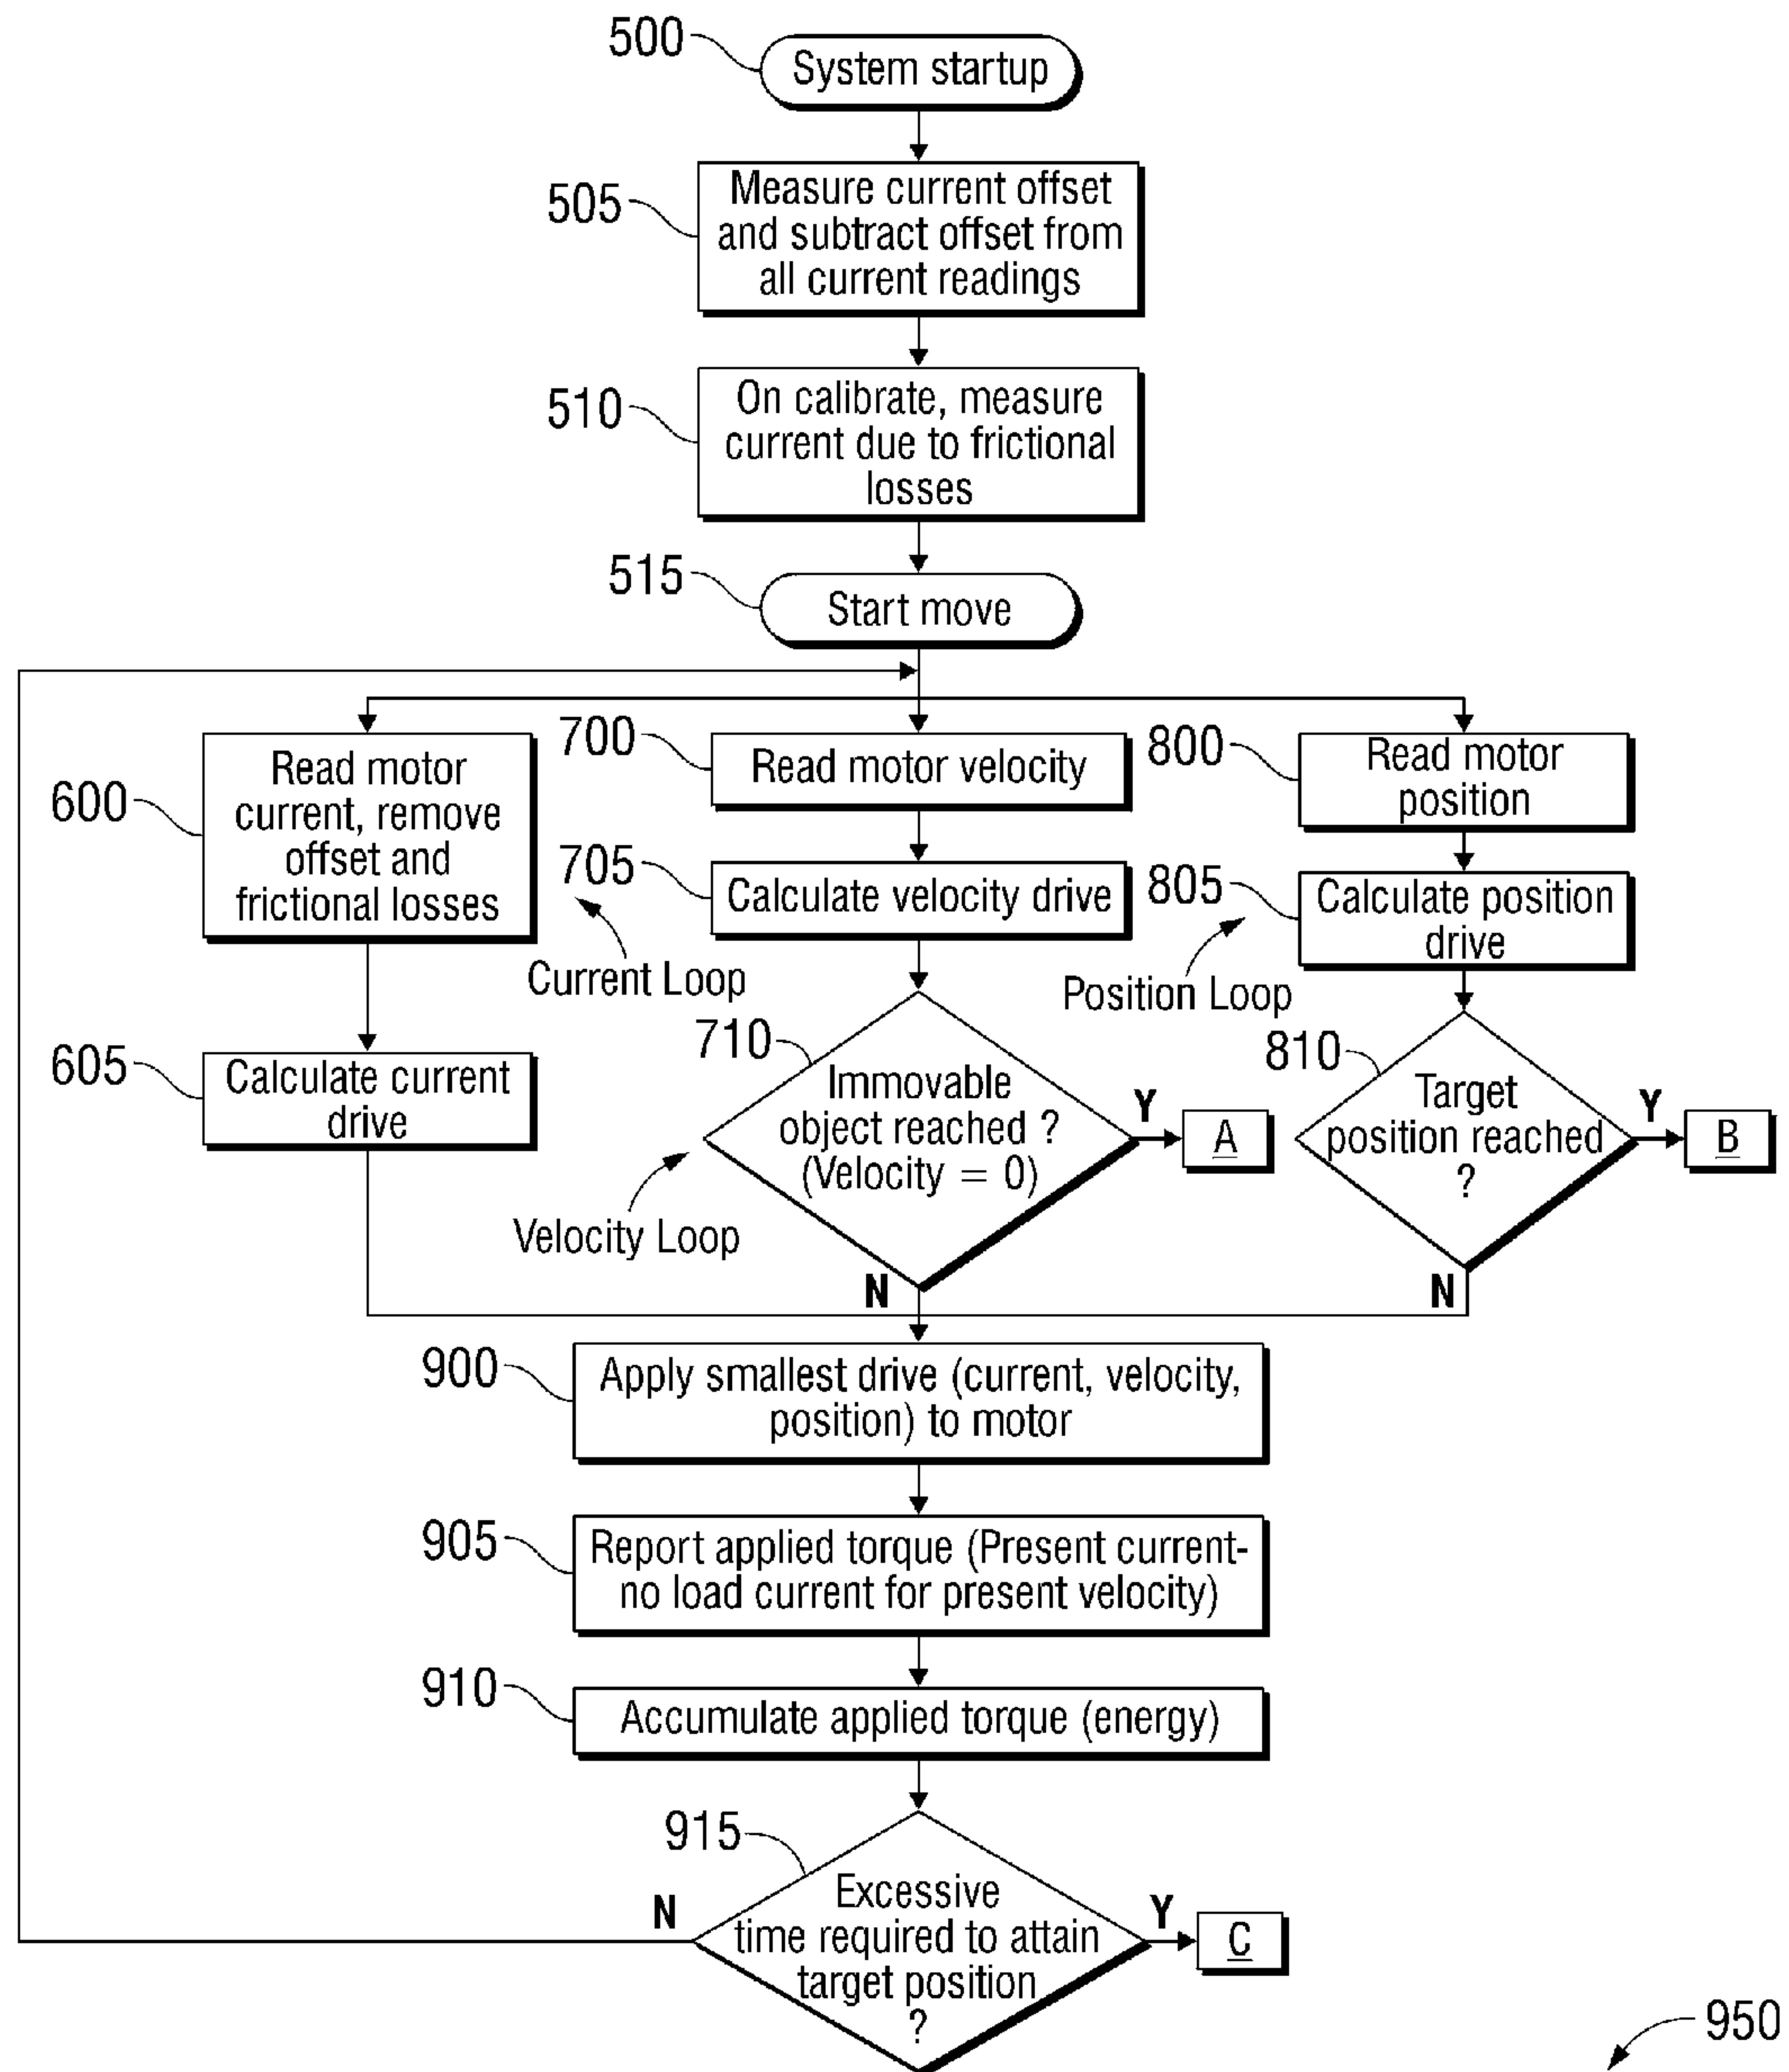 500
System startup
505
Measure current offset
and subtract offset from
all current readings
510
On calibrate, measure
current due to frictional
losses
515
Start move
600
Read motor
current, remove
offset and
frictional losses
700
Read motor velocity
800
Read motor
position
705
Calculate velocity drive
805
Calculate position
drive
Current Loop
Position Loop
605
Calculate current
drive
710
Immovable
object reached ?
(Velocity = 0)
Y
A
810
Target
position reached
?
Y
B
Velocity Loop
N
N
900
Apply smallest drive (current, velocity,
position) to motor
905
Report applied torque (Present current-
no load current for present velocity)
910
Accumulate applied torque (energy)
915
Excessive
time required to attain
target position
?
N
Y
C
950